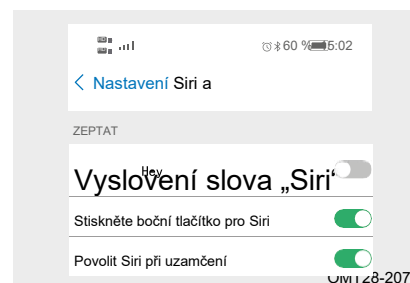 60 % 5:02
Nastavení Siri a
ZEPTAT
Hey
Vyslovení slova „Siri“
Stiskněte boční tlačítko pro Siri
Povolit Siri při uzamčení
OM128-207